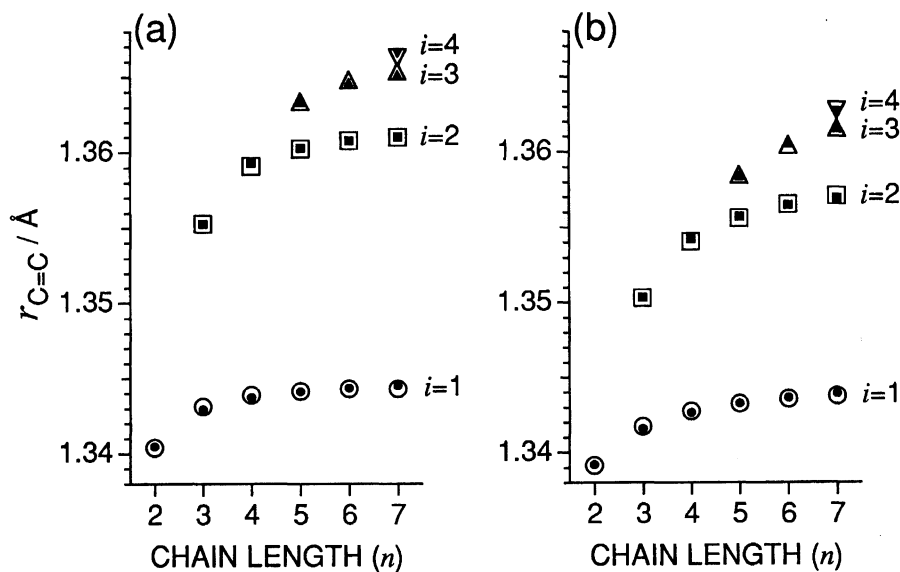 (a)
i=4
i=3
i=2
i=1
1.36
1.35
1.34
r C=C / Å
2 3 4 5 6 7
CHAIN LENGTH (n)
(b)
i=4
i=3
i=2
i=1
1.36
1.35
1.34
2 3 4 5 6 7
CHAIN LENGTH (n)